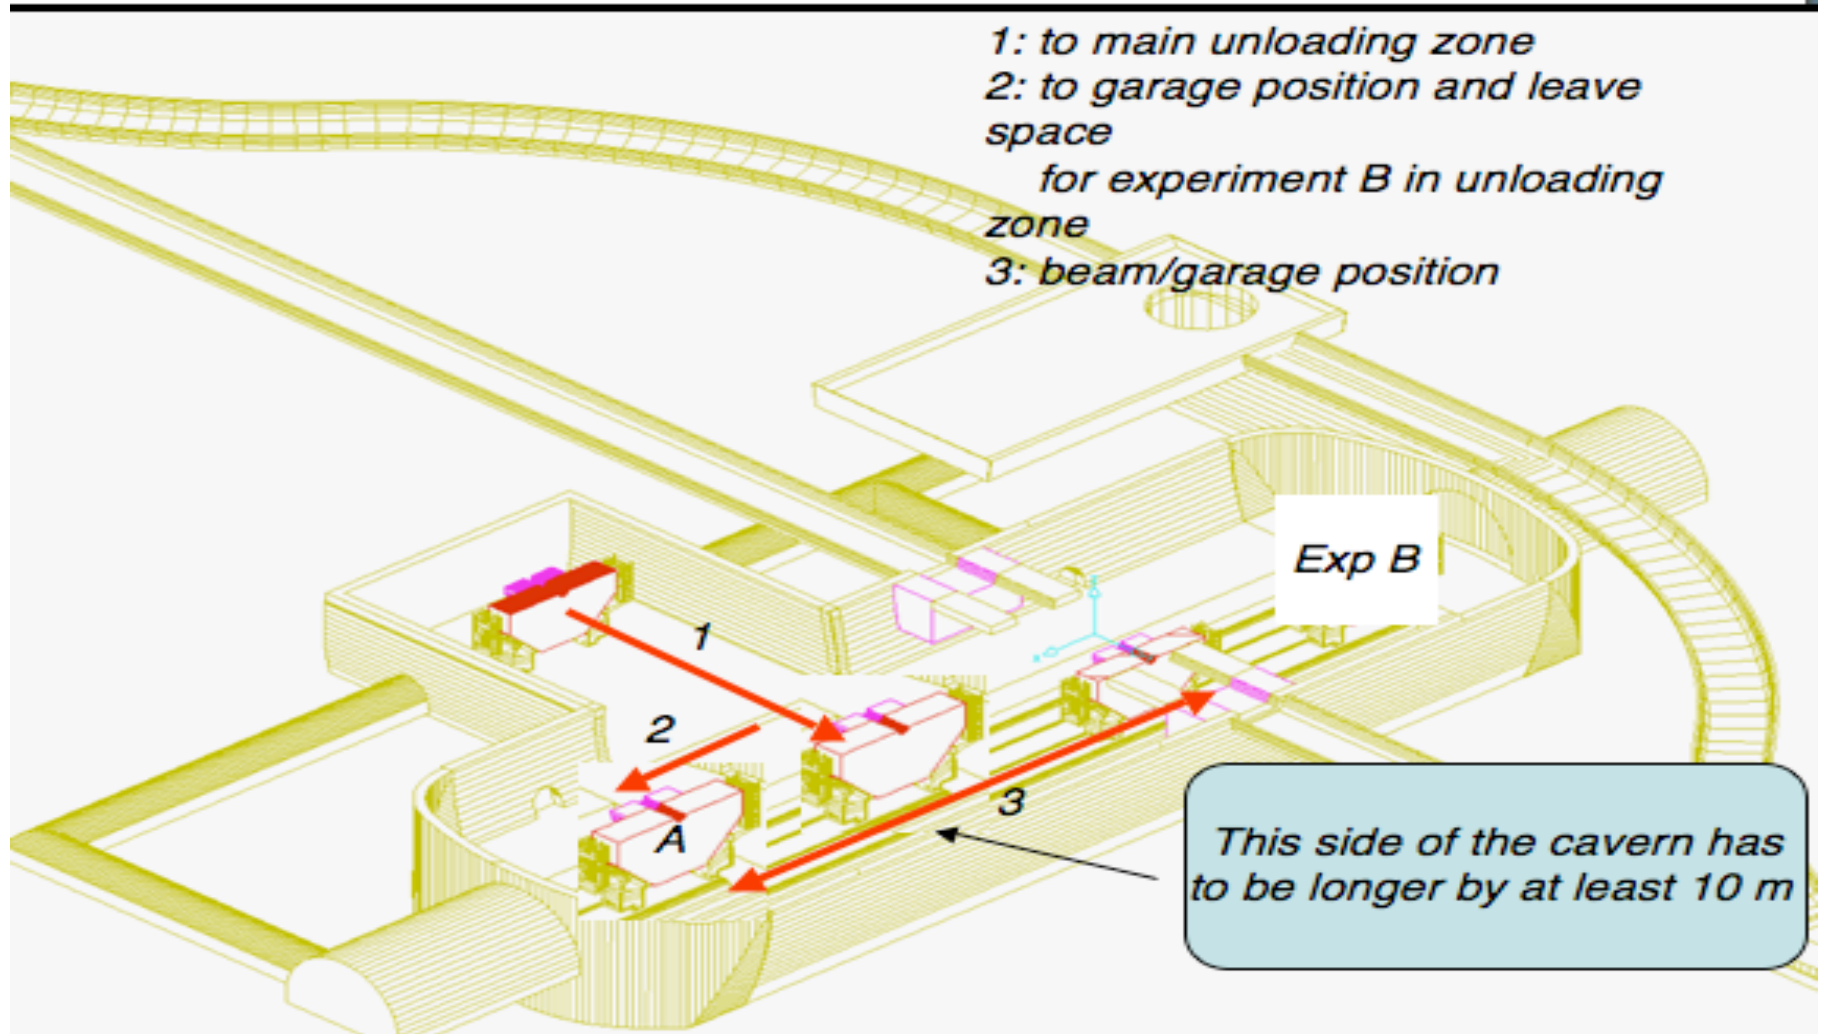 1: to main unloading zone
2: to garage position and leave
space
for experiment B in unloading
zone
3: beam/garage position
Exp B
1
2
3
A
This side of the cavern has
to be longer by at least 10 m